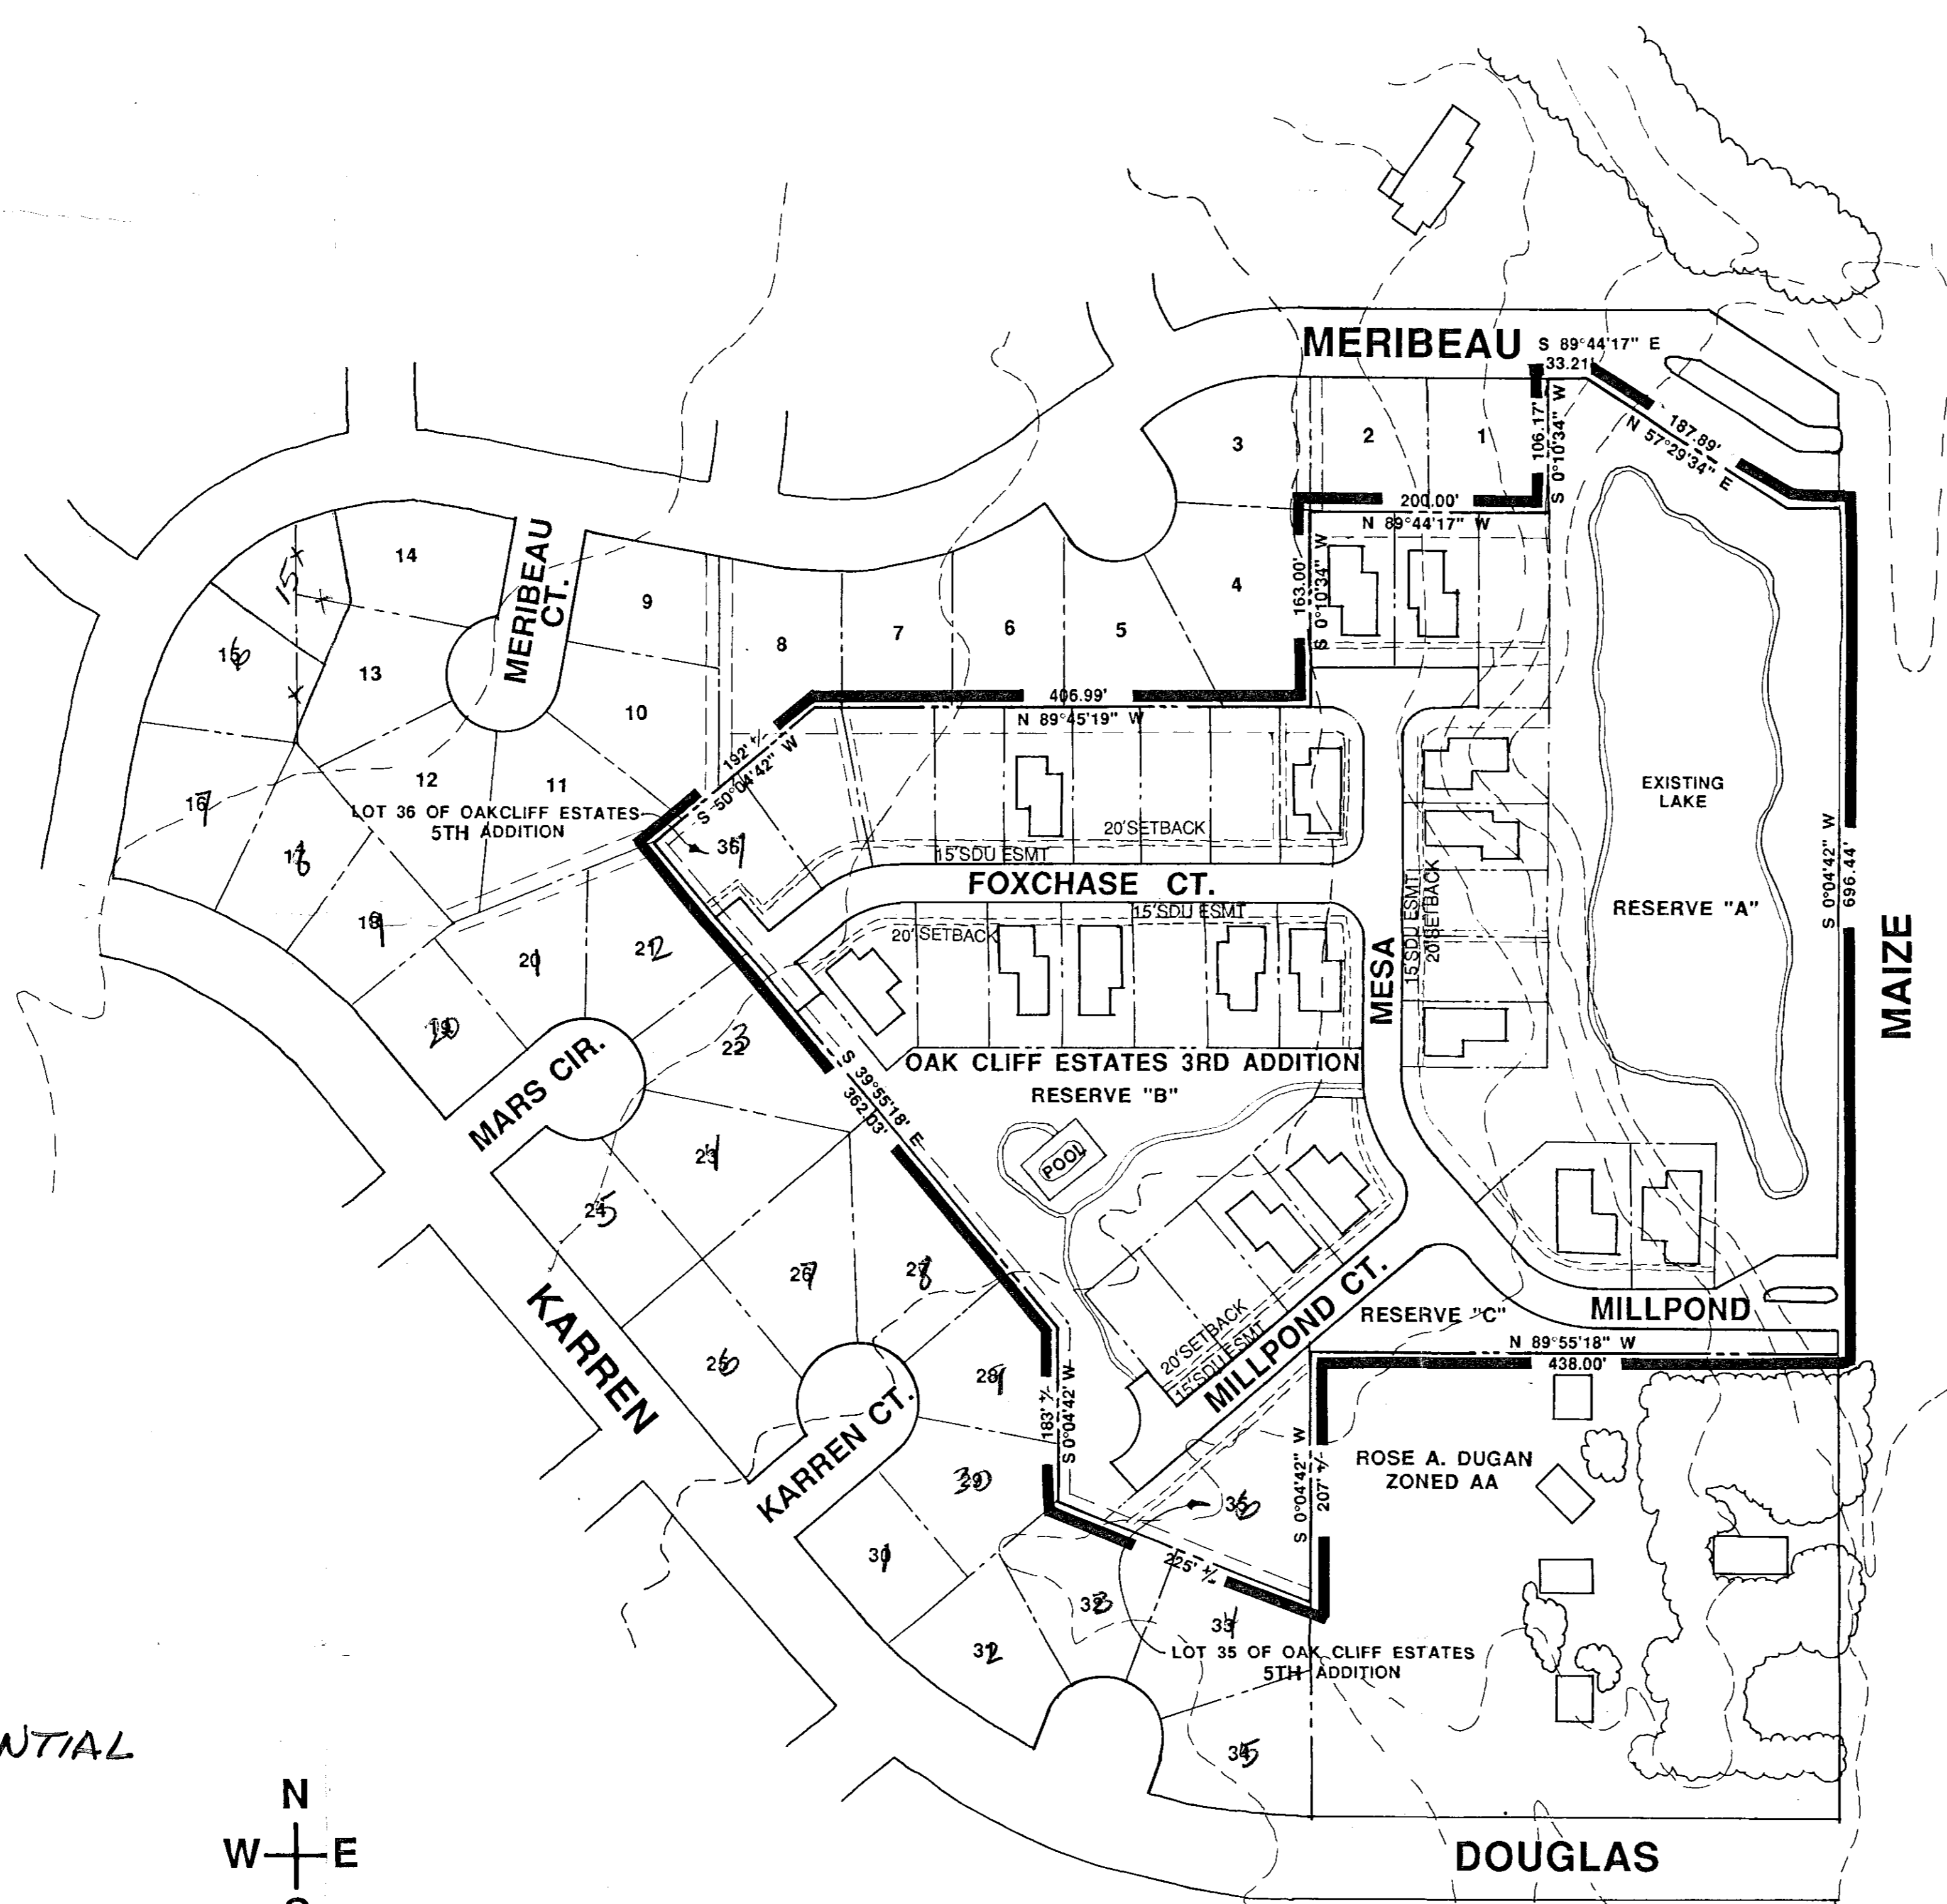 MERIBEAU
S 89°44'17" E
33.21'
106.17'
S 0°10'34" W
187.89'
N 57°29'34" E
3
2
1
200.00'
N 89°44'17" W
163.00'
S 0°10'34" W
4
5
6
7
8
9
10
11
12
13
14
15
MERIBEAU
CT.
406.99'
N 89°45'19" W
192' +/-
S 50°04'42" W
LOT 36 OF OAKCLIFF ESTATES
5TH ADDITION
EXISTING
LAKE
RESERVE "A"
S 0°04'42" W
696.44'
MAIZE
20' SETBACK
15' SDU ESMT
FOXCHASE CT.
15' SDU ESMT
20' SETBACK
15' SDU ESMT
20' SETBACK
MESA
OAK CLIFF ESTATES 3RD ADDITION
RESERVE "B"
POOL
S 39°55'18" E
362.03'
MARS CIR.
KARREN
KARREN CT.
20' SETBACK
15' SDU ESMT
MILLPOND CT.
RESERVE "C"
MILLPOND
N 89°55'18" W
438.00'
183' +/-
S 0°04'42" W
S 0°04'42" W
207' +/-
225' +/-
ROSE A. DUGAN
ZONED AA
LOT 35 OF OAK CLIFF ESTATES
5TH ADDITION
DOUGLAS
NTIAL
N
W
E